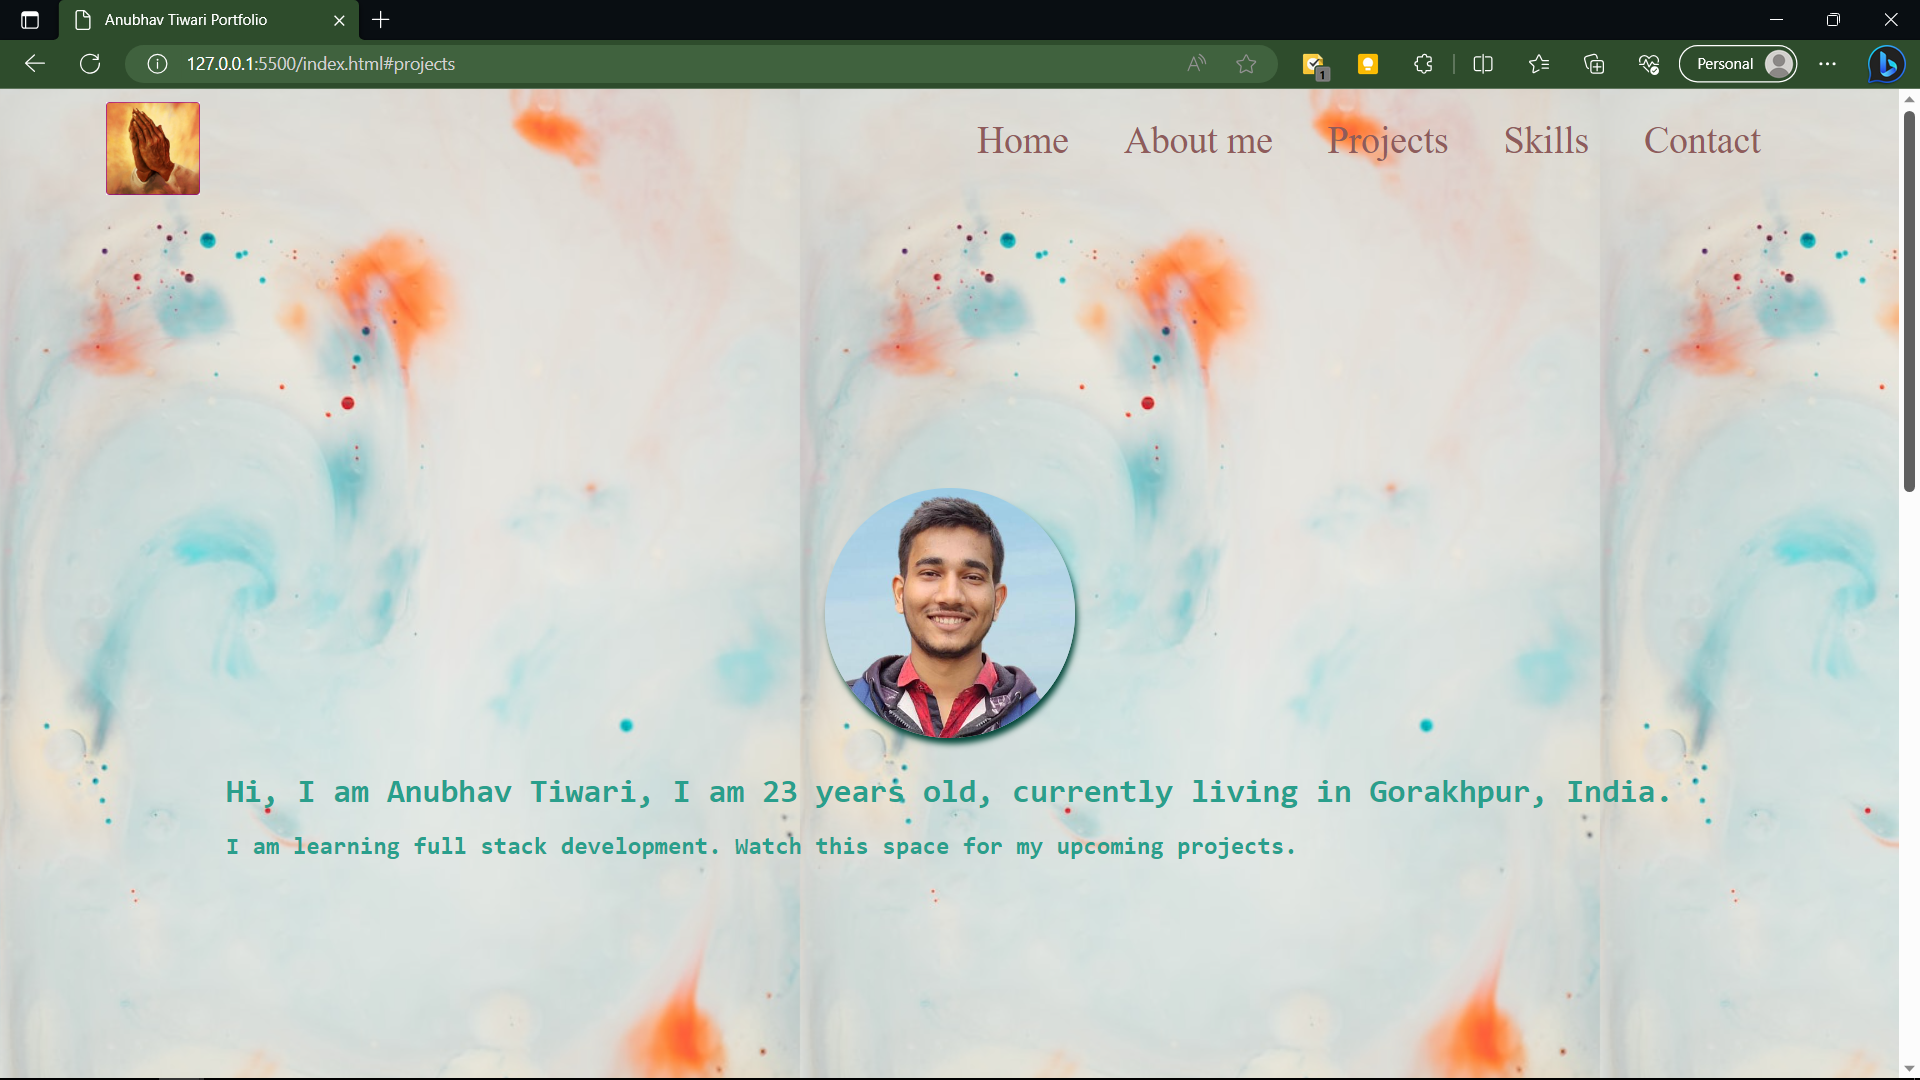 Anubhav Tiwari Portfolio
127.0.0.1:5500/index.html#projects
1
Personal
Home About me Projects Skills Contact
Hi, I am Anubhav Tiwari, I am 23 years old, currently living in Gorakhpur, India.
I am learning full stack development. Watch this space for my upcoming projects.